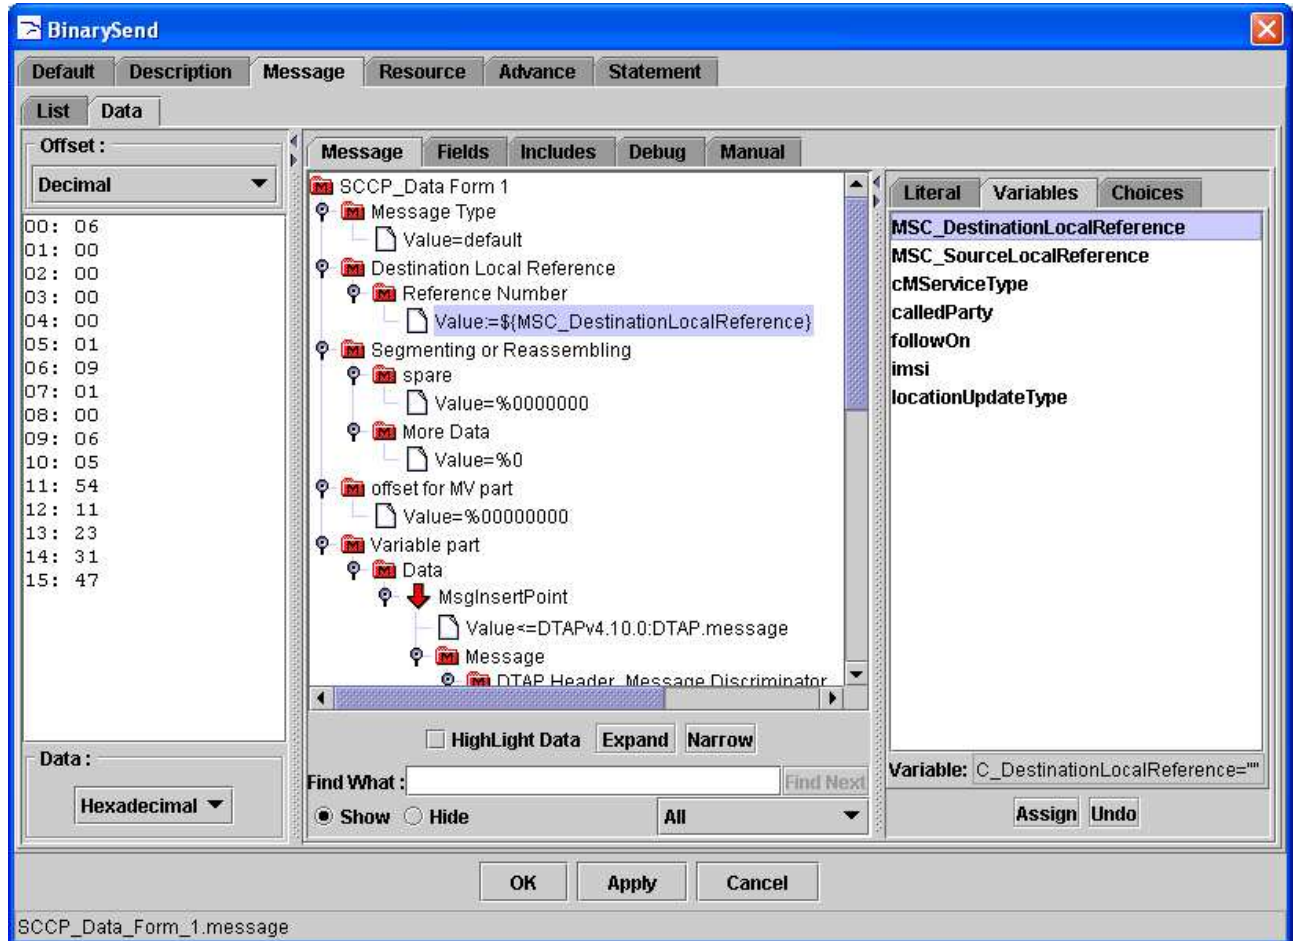 BinarySend
Default Description Message Resource Advance Statement
List Data
Offset :
Decimal
00: 06
01: 00
02: 00
03: 00
04: 00
05: 01
06: 09
07: 01
08: 00
09: 06
10: 05
11: 54
12: 11
13: 23
14: 31
15: 47
Data :
Hexadecimal
Message Fields Includes Debug Manual
SCCP_Data Form 1
Message Type
Value=default
Destination Local Reference
Reference Number
Value:=${MSC_DestinationLocalReference}
Segmenting or Reassembling
spare
Value=%0000000
More Data
Value=%0
offset for MV part
Value=%00000000
Variable part
Data
MsgInsertPoint
Value<=DTAPv4.10.0:DTAP.message
Message
DTAP Header, Message Discriminator
HighLight Data Expand Narrow
Find What : Find Next
Show Hide All
Literal Variables Choices
MSC_DestinationLocalReference
MSC_SourceLocalReference
cMServiceType
calledParty
followOn
imsi
locationUpdateType
Variable: C_DestinationLocalReference=""
Assign Undo
OK Apply Cancel
SCCP_Data_Form_1.message